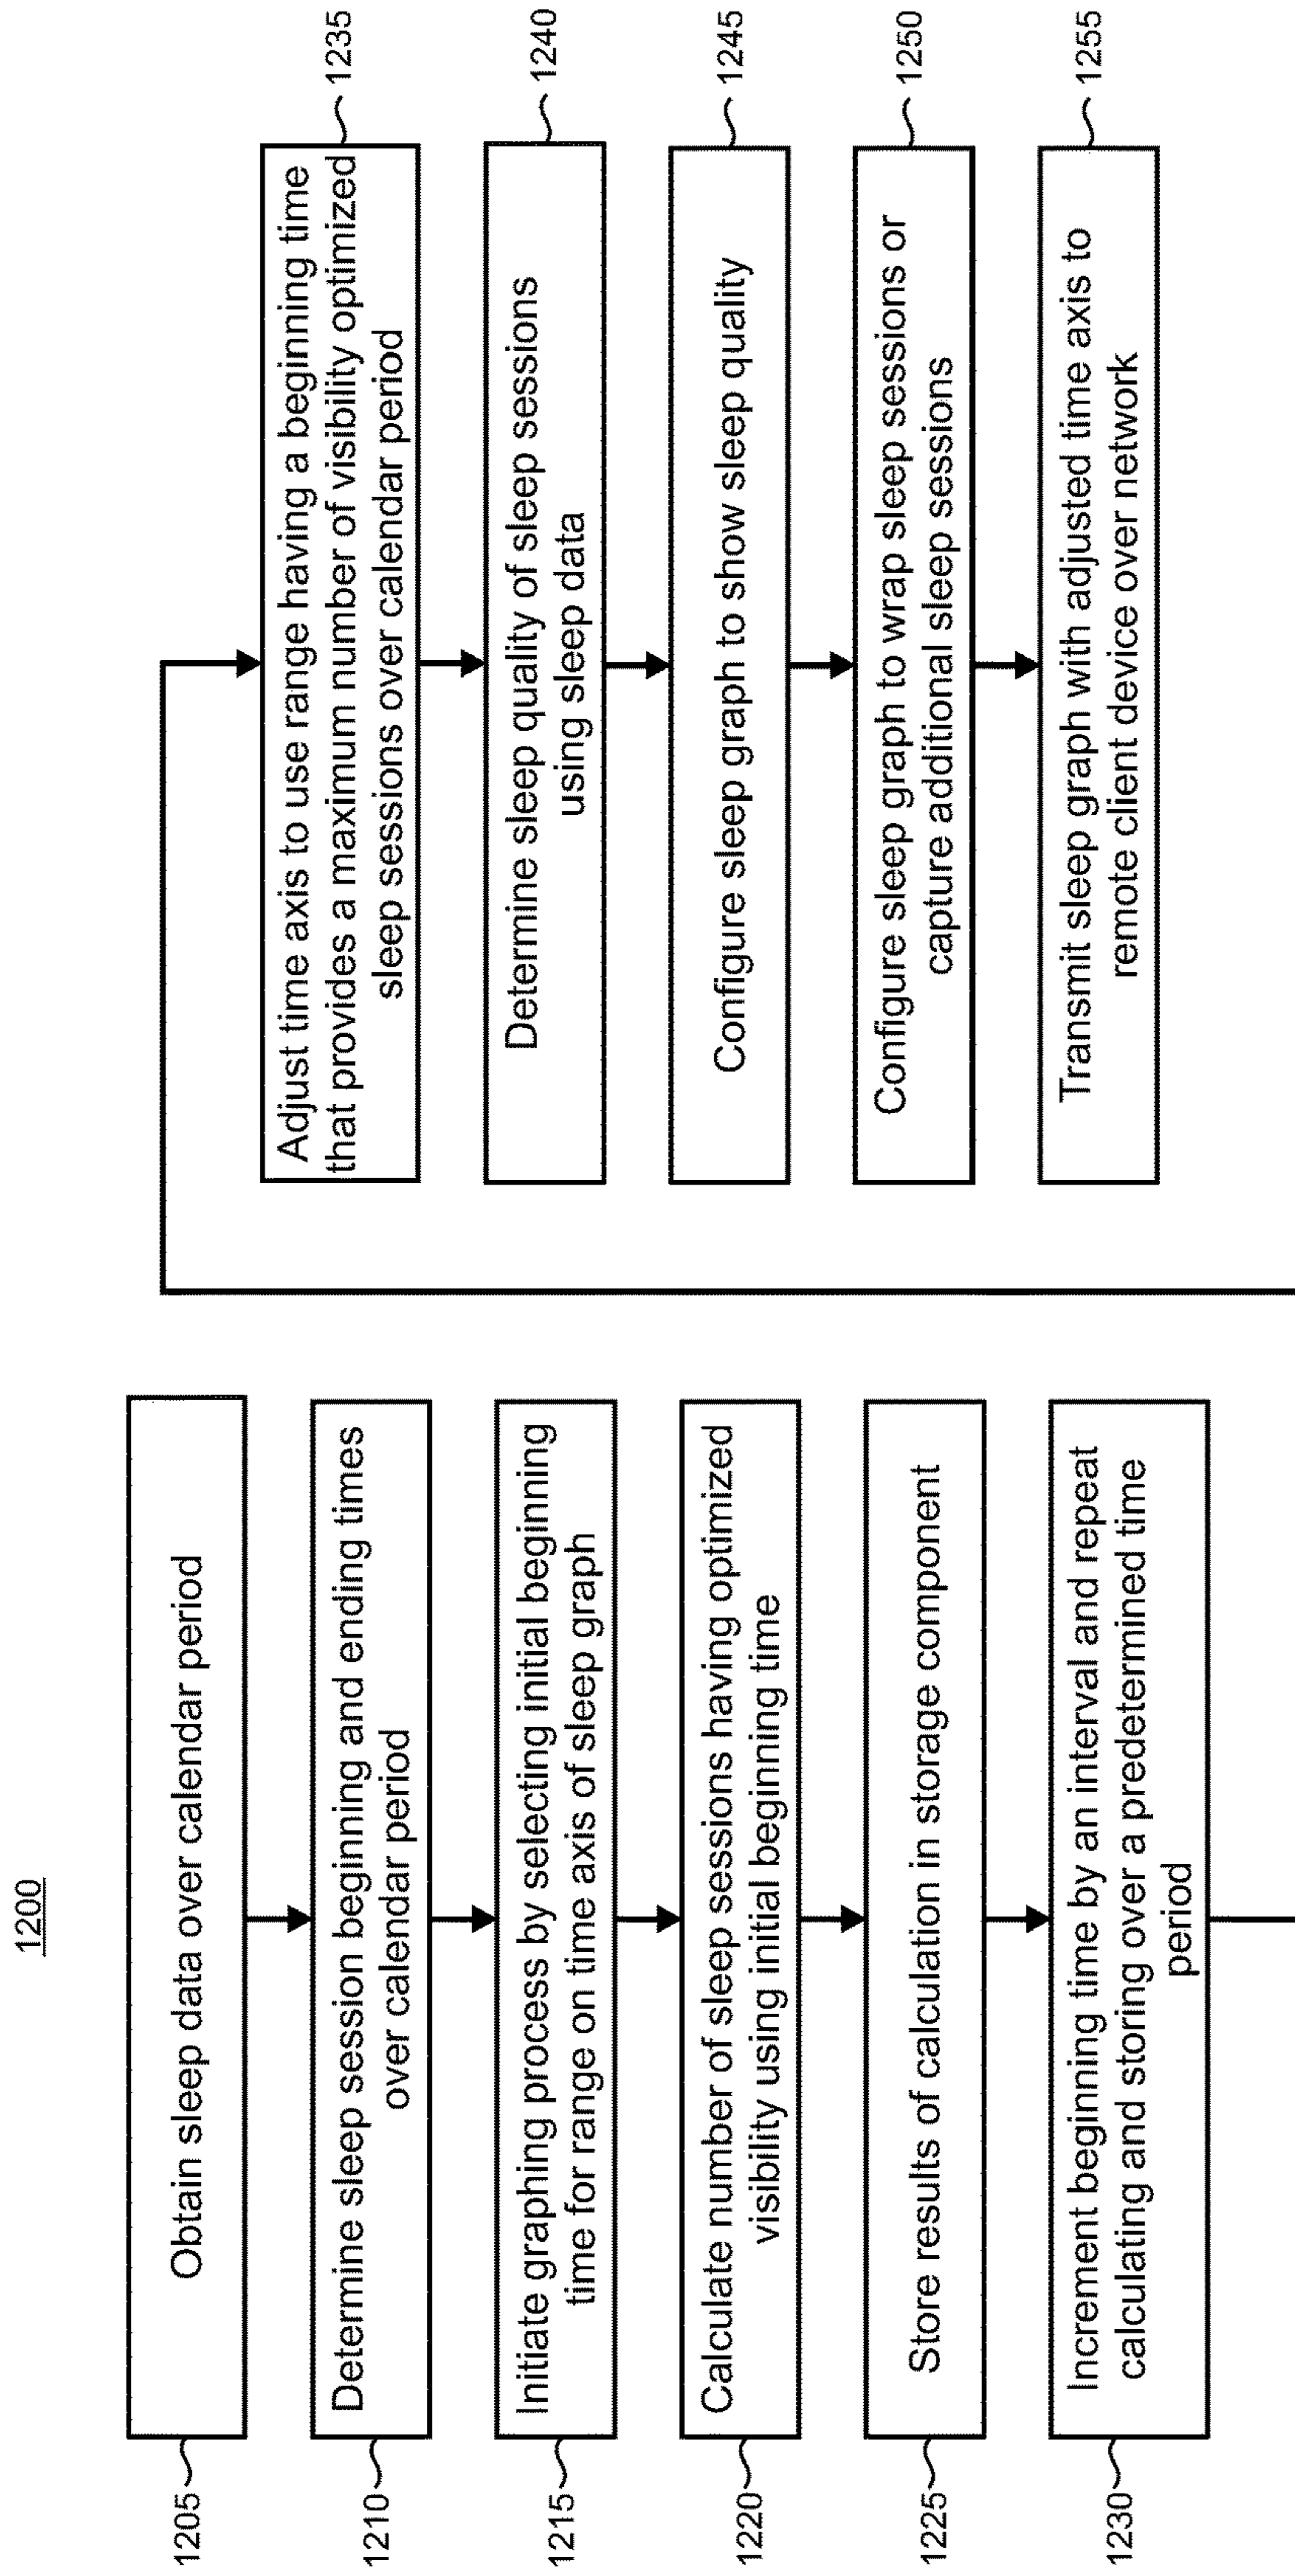 1200
1205
Obtain sleep data over calendar period
1210
Determine sleep session beginning and ending times
over calendar period
1215
Initiate graphing process by selecting initial beginning
time for range on time axis of sleep graph
1220
Calculate number of sleep sessions having optimized
visibility using initial beginning time
1225
Store results of calculation in storage component
1230
Increment beginning time by an interval and repeat
calculating and storing over a predetermined time
period
Adjust time axis to use range having a beginning time
that provides a maximum number of visibility optimized
sleep sessions over calendar period
1235
Determine sleep quality of sleep sessions
using sleep data
1240
Configure sleep graph to show sleep quality
1245
Configure sleep graph to wrap sleep sessions or
capture additional sleep sessions
1250
Transmit sleep graph with adjusted time axis to
remote client device over network
1255